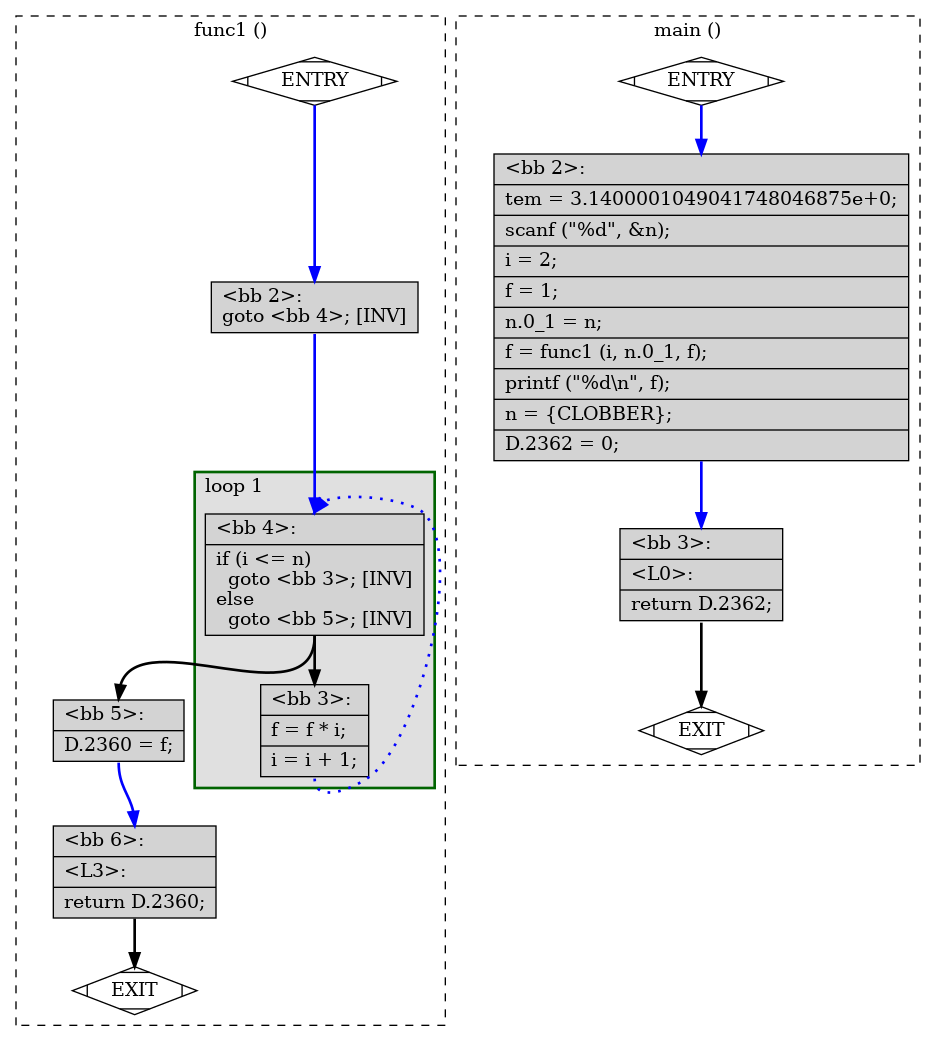 func1 ()
ENTRY
<bb 2>:
goto <bb 4>; [INV]
loop 1
<bb 4>:
if (i <= n)
  goto <bb 3>; [INV]
else
  goto <bb 5>; [INV]
<bb 3>:
f = f * i;
i = i + 1;
<bb 5>:
D.2360 = f;
<bb 6>:
<L3>:
return D.2360;
EXIT
main ()
ENTRY
<bb 2>:
tem = 3.1400001049041748046875e+0;
scanf ("%d", &n);
i = 2;
f = 1;
n.0_1 = n;
f = func1 (i, n.0_1, f);
printf ("%d\n", f);
n = {CLOBBER};
D.2362 = 0;
<bb 3>:
<L0>:
return D.2362;
EXIT